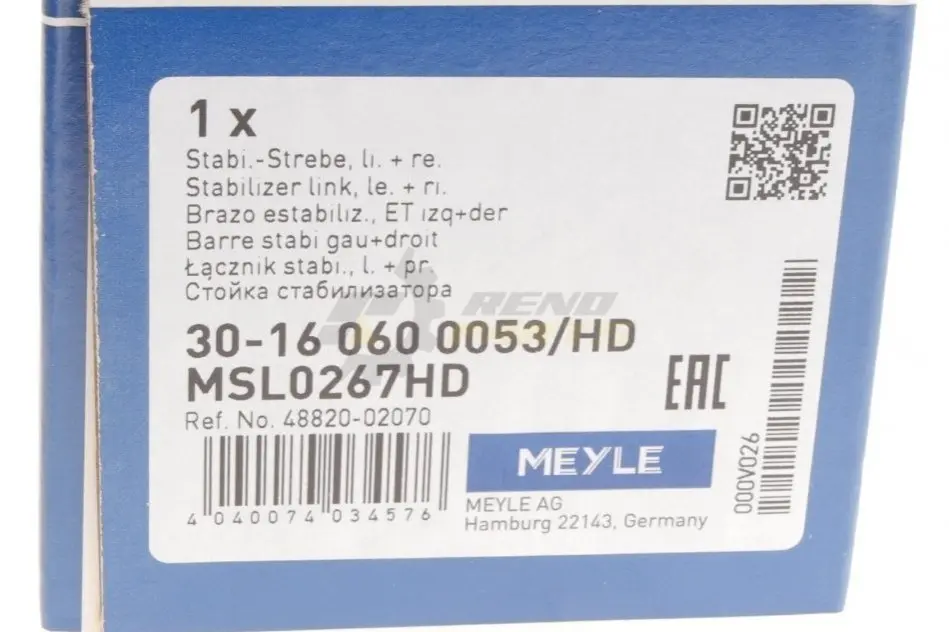 1 x
Stabi.-Strebe, li. + re.
Stabilizer link, le. + ri.
Brazo estabiliz., ET izq+der
Barre stabi gau+droit
Łącznik stabi., l. + pr.
Стойка стабилизатора
RENO
30-16 060 0053/HD
MSL0267HD
EAC
Ref. No. 48820-02070
MEYLE
000V026
4 040074 034576
MEYLE AG
Hamburg 22143, Germany